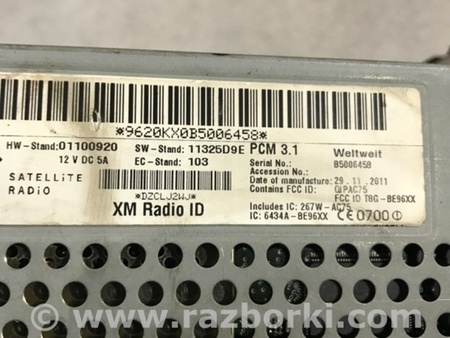 *9620KX0B5006458*
HW-Stand:01100920 SW-Stand: 11325D9E PCM 3.1 Weltweit
12 V DC 5A EC-Stand: 103 Serial No.: B5006458
Accession No.:
Date of manufacture: 29.11.2011
SATELLITE Contains FCC ID: QIPAC75
RADIO FCC ID T8G-BE96XX
*DZCLJ2WJ*
XM Radio ID Includes IC: 267W-AC75
IC: 6434A-BE96XX CE0700
www.razborki.com